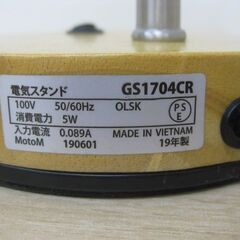 電気スタンド GS1704CR
100V 50/60Hz OLSK
消費電力 5W
PS
E
入力電流 0.089A MADE IN VIETNAM
MotoM 190601 19年製